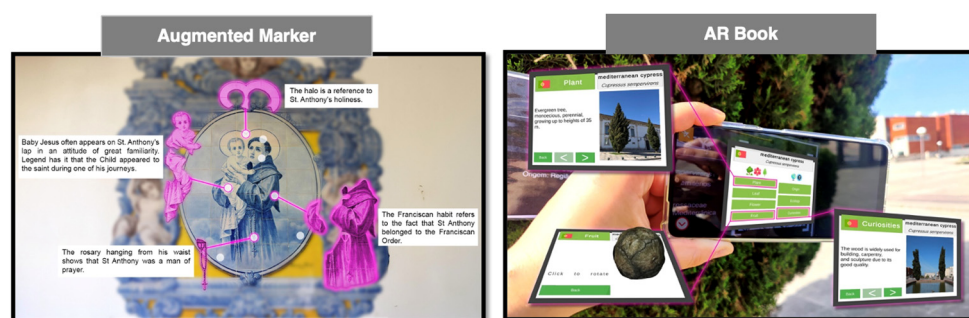 Augmented Marker
The halo is a reference to
St. Anthony's holiness.
Baby Jesus often appears on St. Anthony's
lap in an attitude of great familiarity.
Legend has it that the Child appeared to
the saint during one of his journeys.
The Franciscan habit refers
to the fact that St Anthony
belonged to the Franciscan
Order.
The rosary hanging from his waist
shows that St Anthony was a man of
prayer.
AR Book
Plant
mediterranean cypress
Cupressus sempervirens
Evergreen tree,
monoecious, perennial,
growing up to heights of 35
m.
Back
< >
Origem:
mediterranean cypress
Fruit
Click to rotate
Back
Curiosities
mediterranean cypress
Cupressus sempervirens
The wood is widely used for
building, carpentry,
and sculpture due to its
good quality.
Back
< >